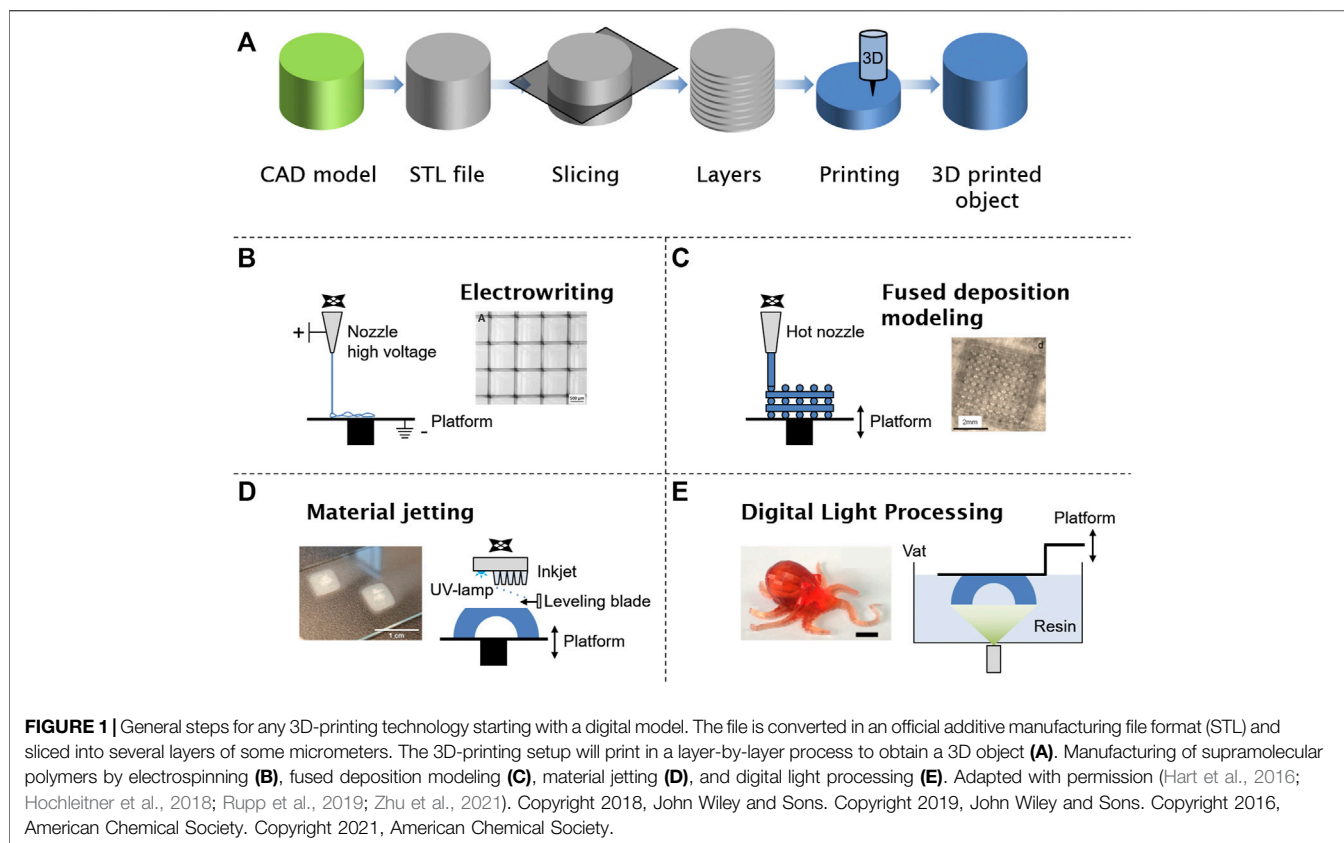 A
3D
CAD model
STL file
Slicing
Layers
Printing
3D printed
object
B
Electrowriting
+
Nozzle
high voltage
A
500 µm
Platform
-
C
Fused deposition
modeling
Hot nozzle
d
Platform
2mm
D
Material jetting
Inkjet
UV-lamp
Leveling blade
1 cm
Platform
E
Digital Light Processing
Platform
Vat
Resin
FIGURE 1 | General steps for any 3D-printing technology starting with a digital model. The file is converted in an official additive manufacturing file format (STL) and
sliced into several layers of some micrometers. The 3D-printing setup will print in a layer-by-layer process to obtain a 3D object (A). Manufacturing of supramolecular
polymers by electrospinning (B), fused deposition modeling (C), material jetting (D), and digital light processing (E). Adapted with permission (Hart et al., 2016;
Hochleitner et al., 2018; Rupp et al., 2019; Zhu et al., 2021). Copyright 2018, John Wiley and Sons. Copyright 2019, John Wiley and Sons. Copyright 2016,
American Chemical Society. Copyright 2021, American Chemical Society.